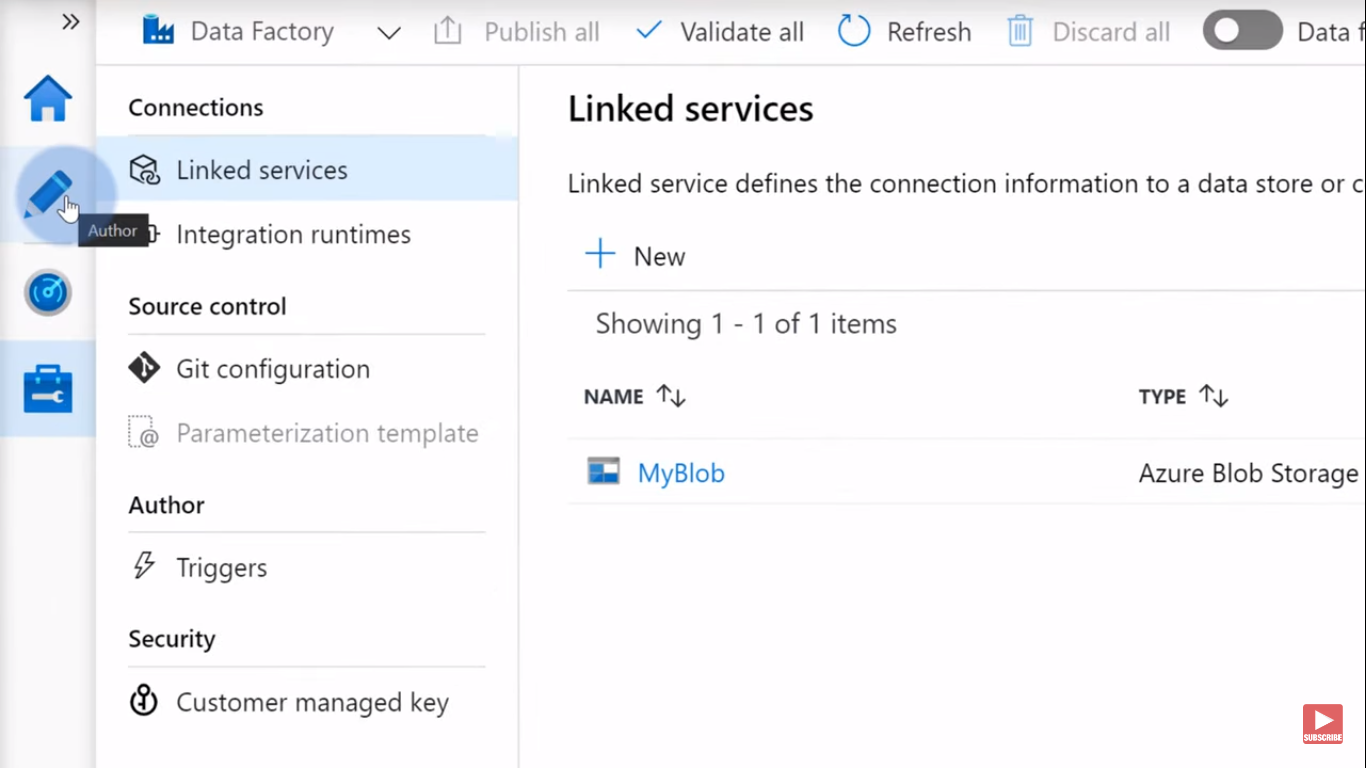 Data Factory
Publish all
Validate all
Refresh
Discard all
Data f
Connections
Linked services
Integration runtimes
Author
Source control
Git configuration
Parameterization template
Author
Triggers
Security
Customer managed key
Linked services
Linked service defines the connection information to a data store or c
New
Showing 1 - 1 of 1 items
NAME
TYPE
MyBlob
Azure Blob Storage
SUBSCRIBE